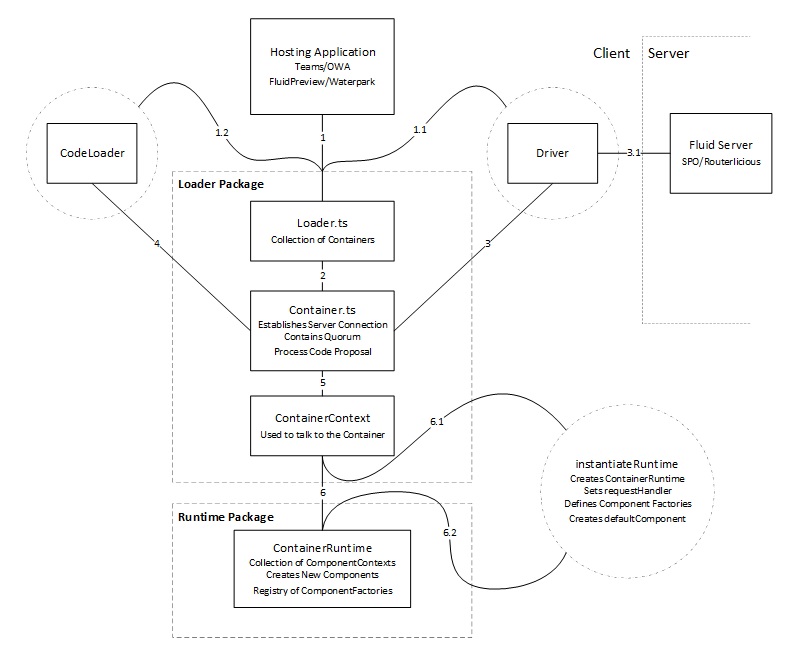 Hosting Application
Teams/OWA
FluidPreview/Waterpark
Client
Server
CodeLoader
1.2
1
1.1
Driver
3.1
Fluid Server
SPO/Routerlicious
Loader Package
Loader.ts
Collection of Containers
4
2
3
Container.ts
Establishes Server Connection
Contains Quorum
Process Code Proposal
5
ContainerContext
Used to talk to the Container
6.1
instantiateRuntime
Creates ContainerRuntime
Sets requestHandler
Defines Component Factories
Creates defaultComponent
6
Runtime Package
6.2
ContainerRuntime
Collection of ComponentContexts
Creates New Components
Registry of ComponentFactories